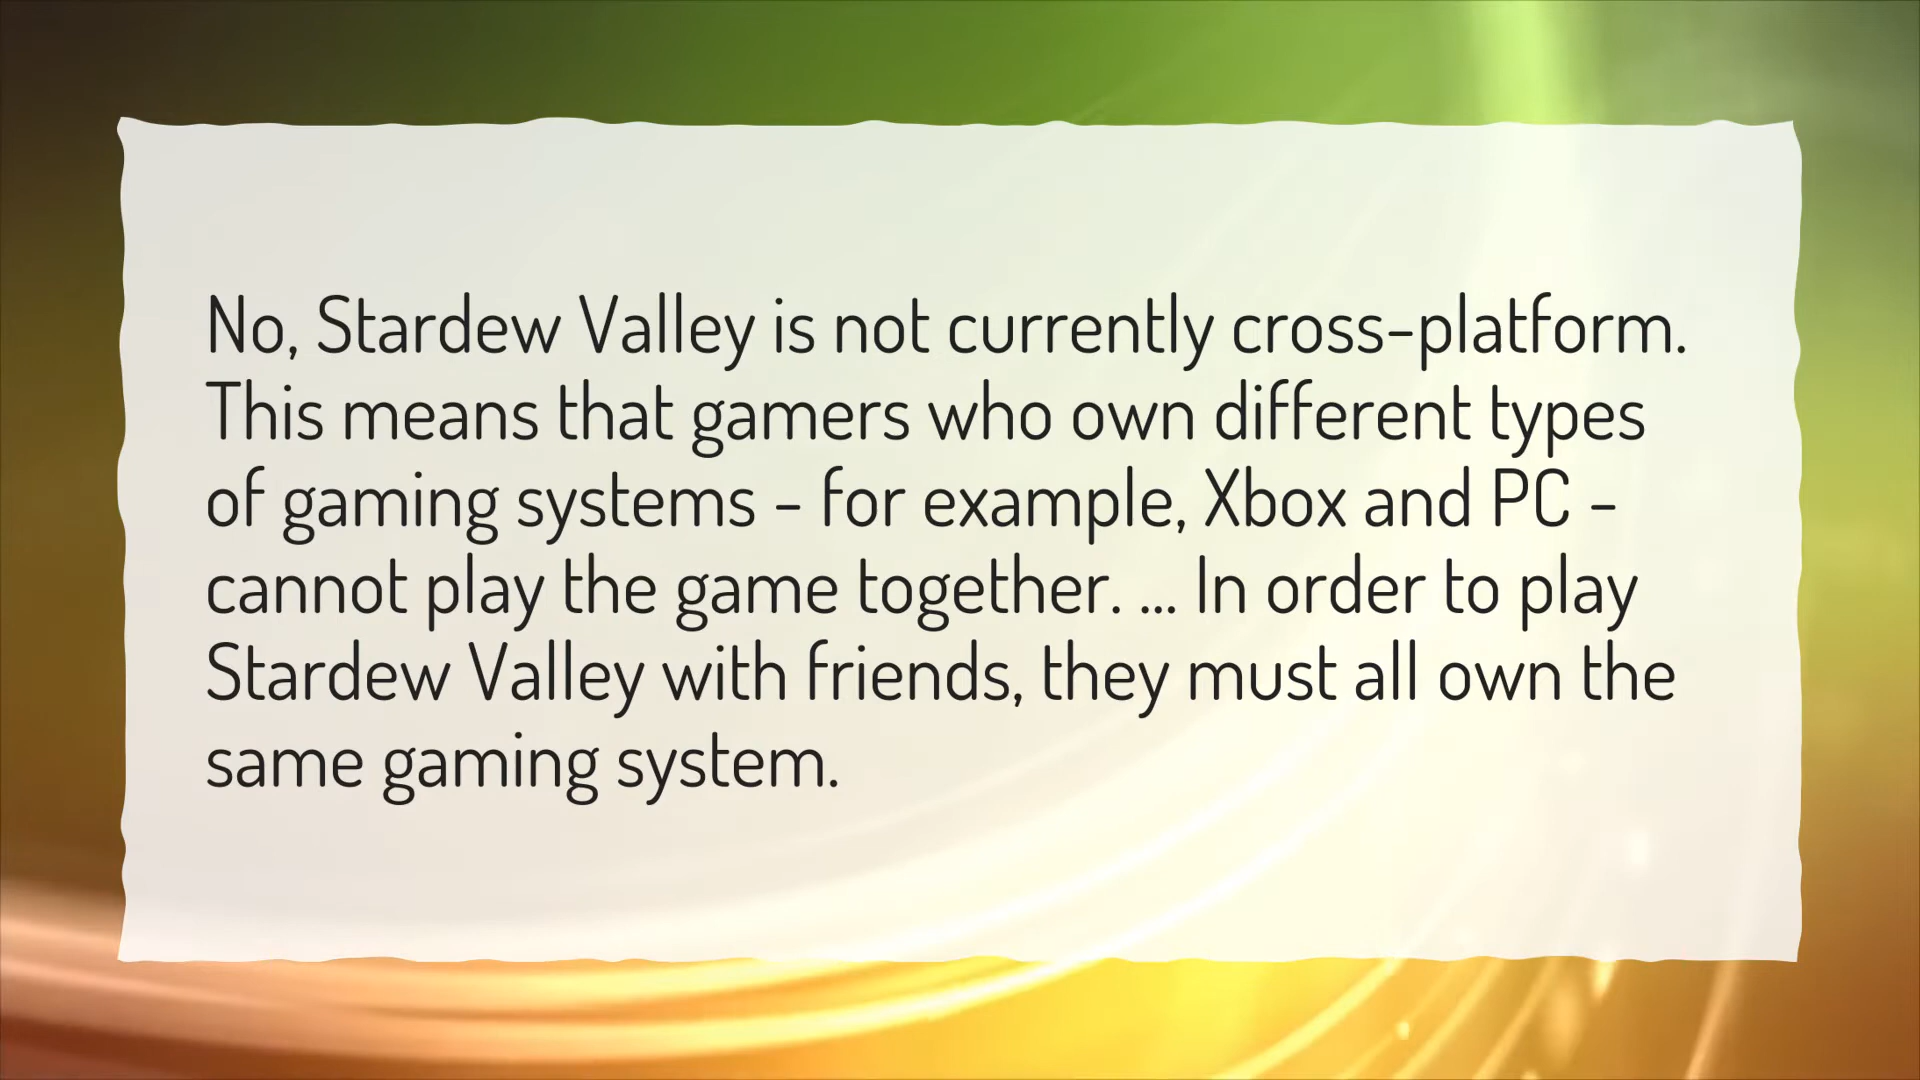 No, Stardew Valley is not currently cross-platform.
This means that gamers who own different types
of gaming systems - for example, Xbox and PC -
cannot play the game together. ... In order to play
Stardew Valley with friends, they must all own the
same gaming system.